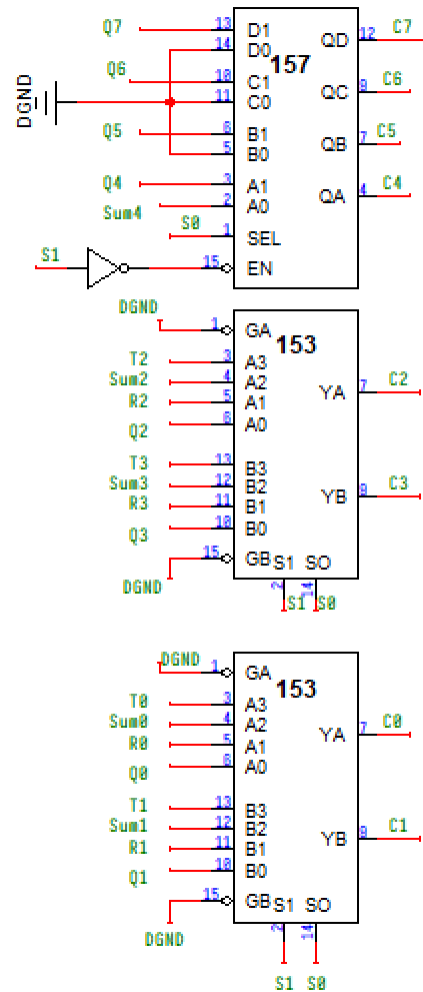 Q7 13 D1 QD 12 C7
14 D0
157
Q6 10 C1 QC 9 C6
DGND 11 C0
Q5 6 B1 QB 7 C5
5 B0
Q4 3 A1 QA 4 C4
Sum4 2 A0
S0 1 SEL
S1 15 EN
DGND 1 GA
153
T2 3 A3
Sum2 4 A2 YA 7 C2
R2 5 A1
Q2 6 A0
T3 13 B3
Sum3 12 B2 YB 9 C3
R3 11 B1
Q3 10 B0
15 GB S1 SO
DGND 2 14
S1 S0
DGND 1 GA
153
T0 3 A3
Sum0 4 A2 YA 7 C0
R0 5 A1
Q0 6 A0
T1 13 B3
Sum1 12 B2 YB 9 C1
R1 11 B1
Q1 10 B0
15 GB S1 SO
DGND 2 14
S1 S0